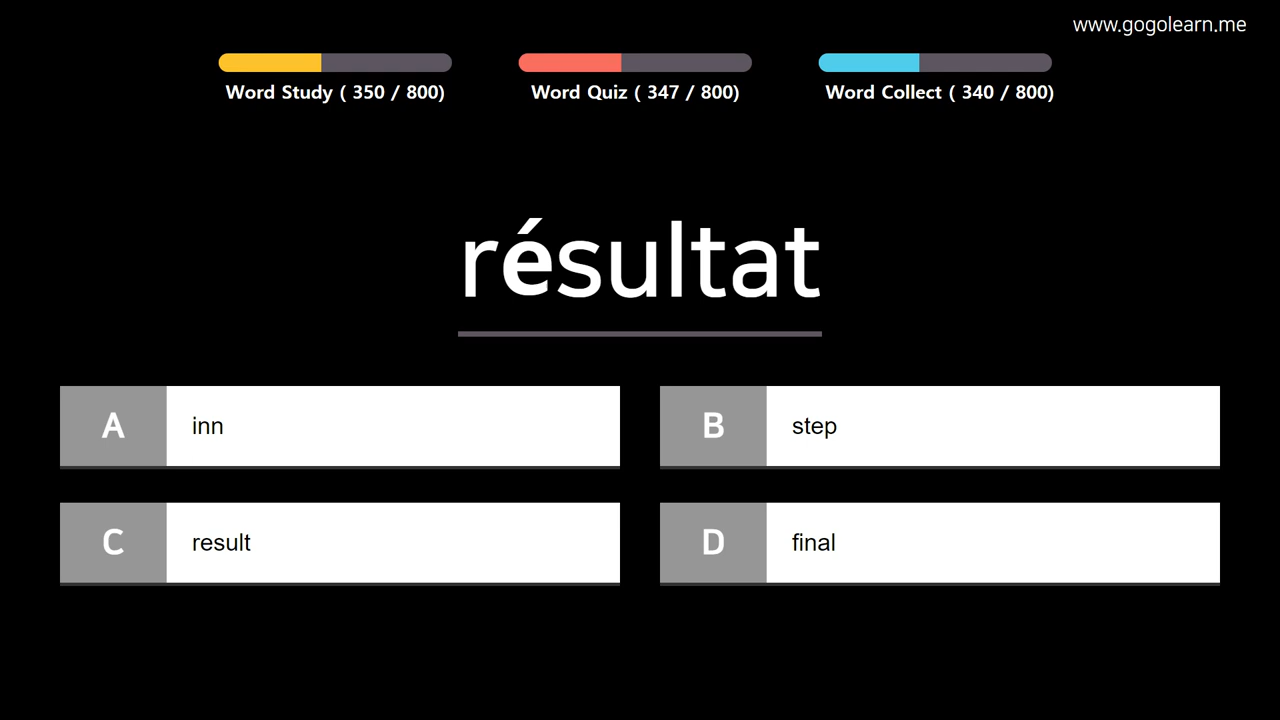 www.gogolearn.me
Word Study ( 350 / 800)
Word Quiz ( 347 / 800)
Word Collect ( 340 / 800)
résultat
A inn
B step
C result
D final